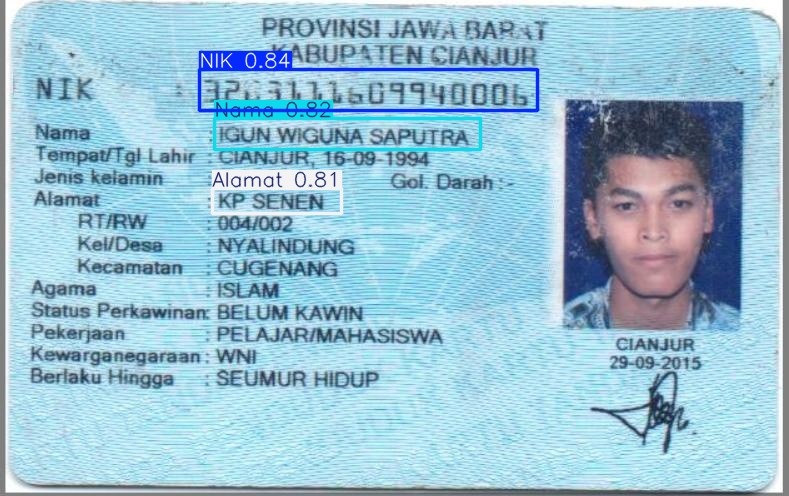 PROVINSI JAWA BARAT
KABUPATEN CIANJUR
NIK 0.84
NIK : 3203111609940006
Nama 0.82
Nama : IGUN WIGUNA SAPUTRA
Tempat/Tgl Lahir : CIANJUR, 16-09-1994
Jenis kelamin Alamat 0.81 Gol. Darah :-
Alamat : KP SENEN
RT/RW : 004/002
Kel/Desa : NYALINDUNG
Kecamatan : CUGENANG
Agama : ISLAM
Status Perkawinan: BELUM KAWIN
Pekerjaan : PELAJAR/MAHASISWA
Kewarganegaraan : WNI
Berlaku Hingga : SEUMUR HIDUP
CIANJUR
29-09-2015